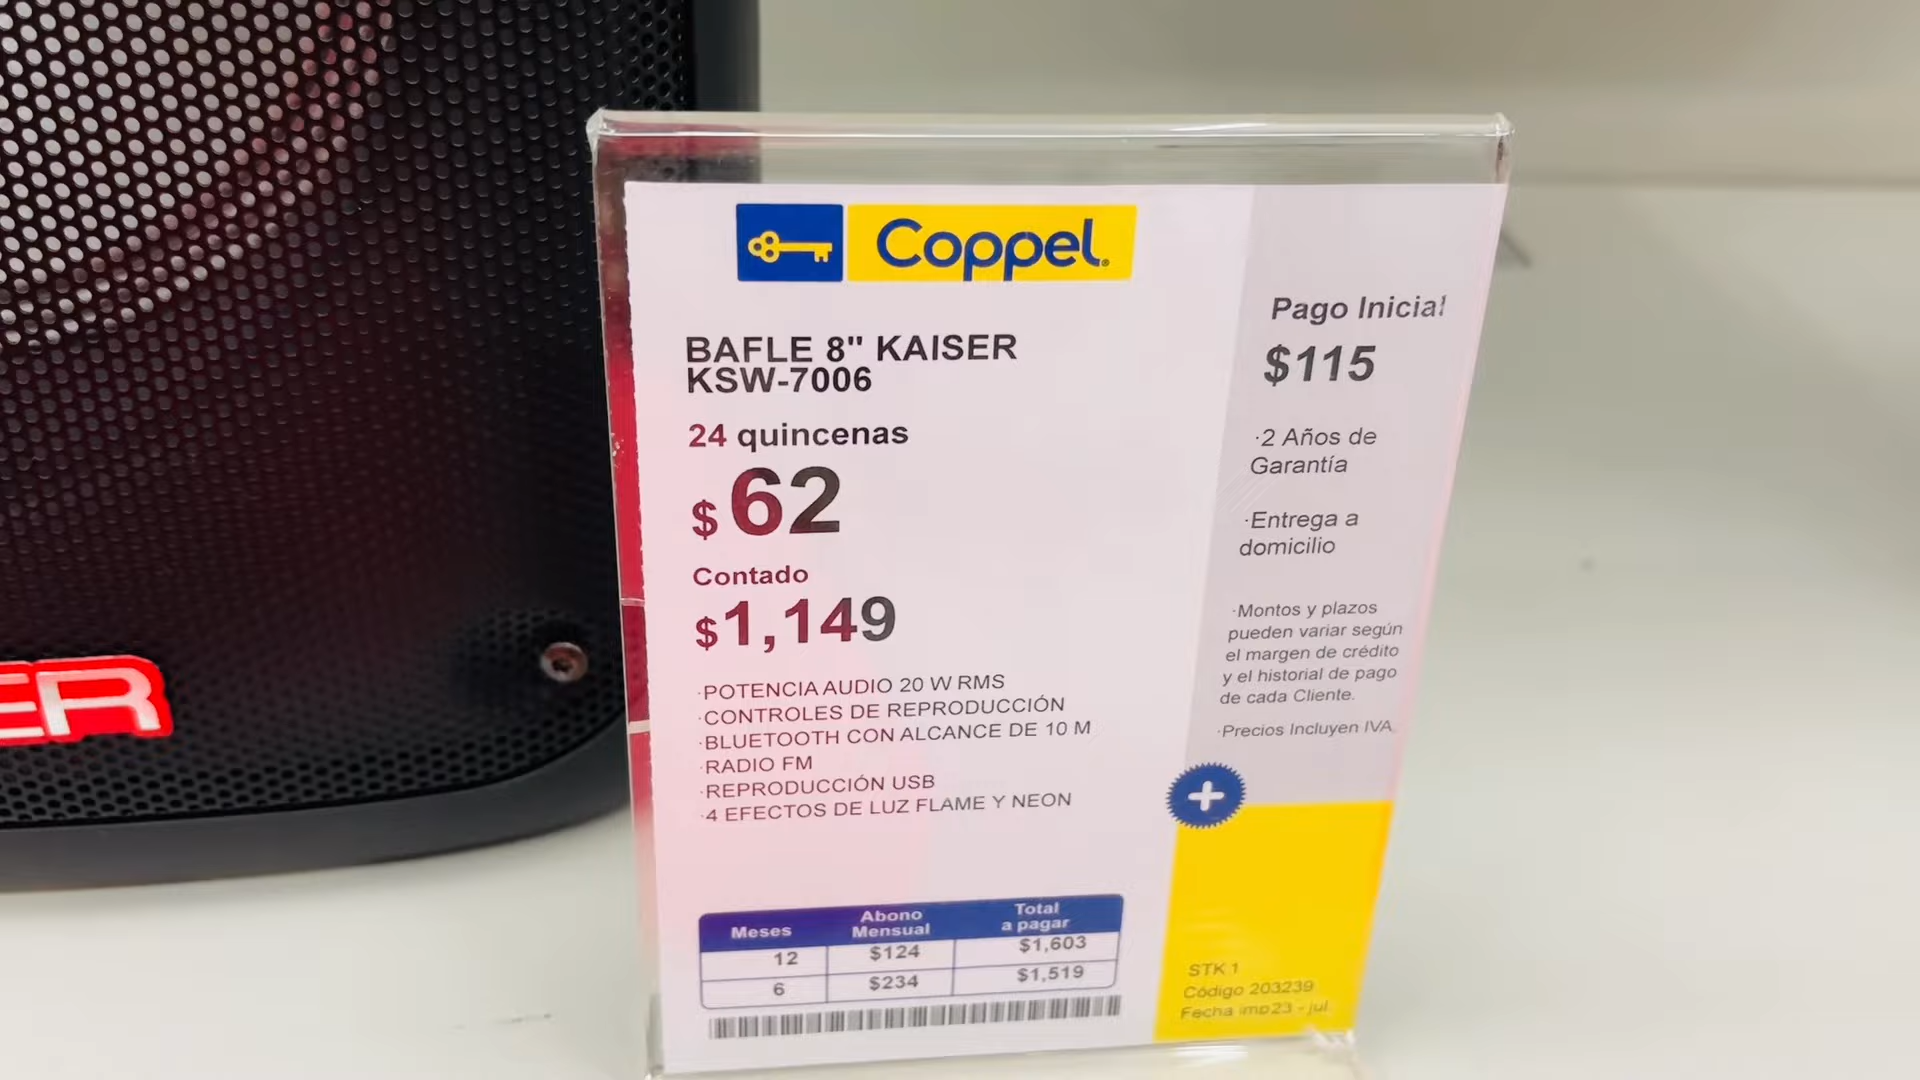 Coppel
BAFLE 8" KAISER
KSW-7006
24 quincenas
$ 62
Contado
$1,149
·POTENCIA AUDIO 20 W RMS
·CONTROLES DE REPRODUCCIÓN
·BLUETOOTH CON ALCANCE DE 10 M
·RADIO FM
·REPRODUCCIÓN USB
·4 EFECTOS DE LUZ FLAME Y NEON
Meses Abono Mensual Total a pagar
12 $124 $1,603
6 $234 $1,519
Pago Inicial
$115
·2 Años de
Garantía
·Entrega a
domicilio
·Montos y plazos
pueden variar según
el margen de crédito
y el historial de pago
de cada Cliente.
·Precios Incluyen IVA.
+
STK 1
Código 203239
Fecha imp23 - jul
ER